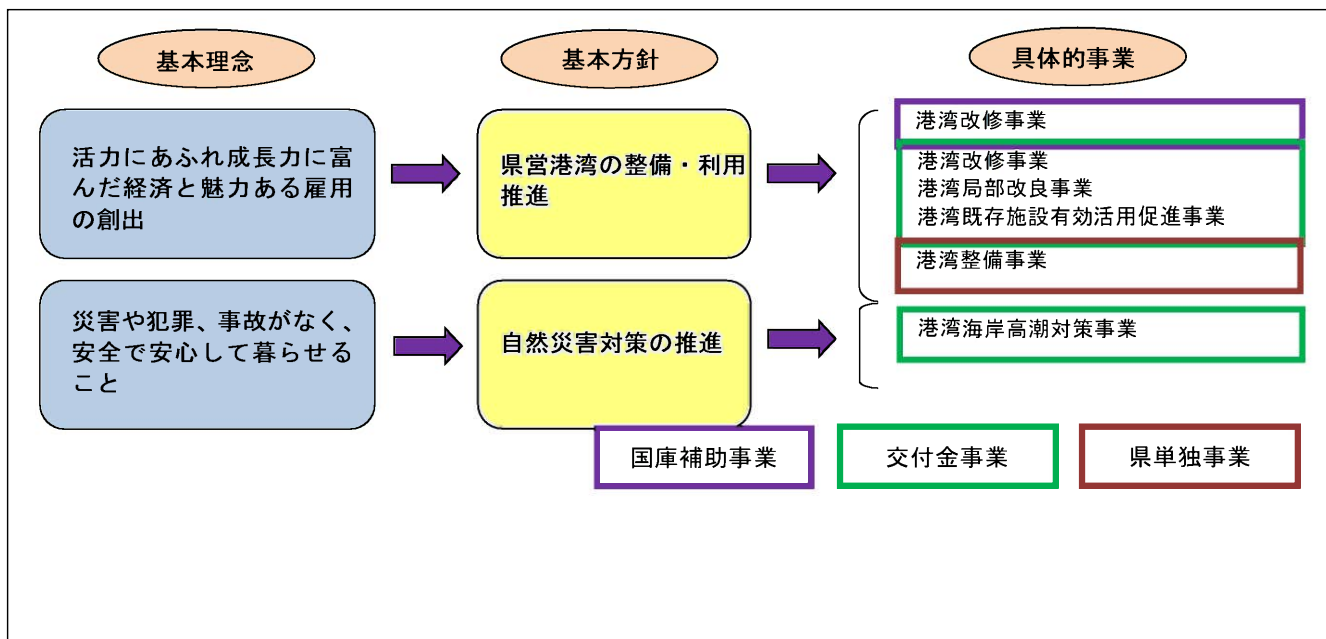 基本理念
基本方針
具体的事業
活力にあふれ成長力に富
んだ経済と魅力ある雇用
の創出
県営港湾の整備・利用
推進
港湾改修事業
港湾改修事業
港湾局部改良事業
港湾既存施設有効活用促進事業
港湾整備事業
災害や犯罪、事故がなく、
安全で安心して暮らせる
こと
自然災害対策の推進
港湾海岸高潮対策事業
国庫補助事業
交付金事業
県単独事業